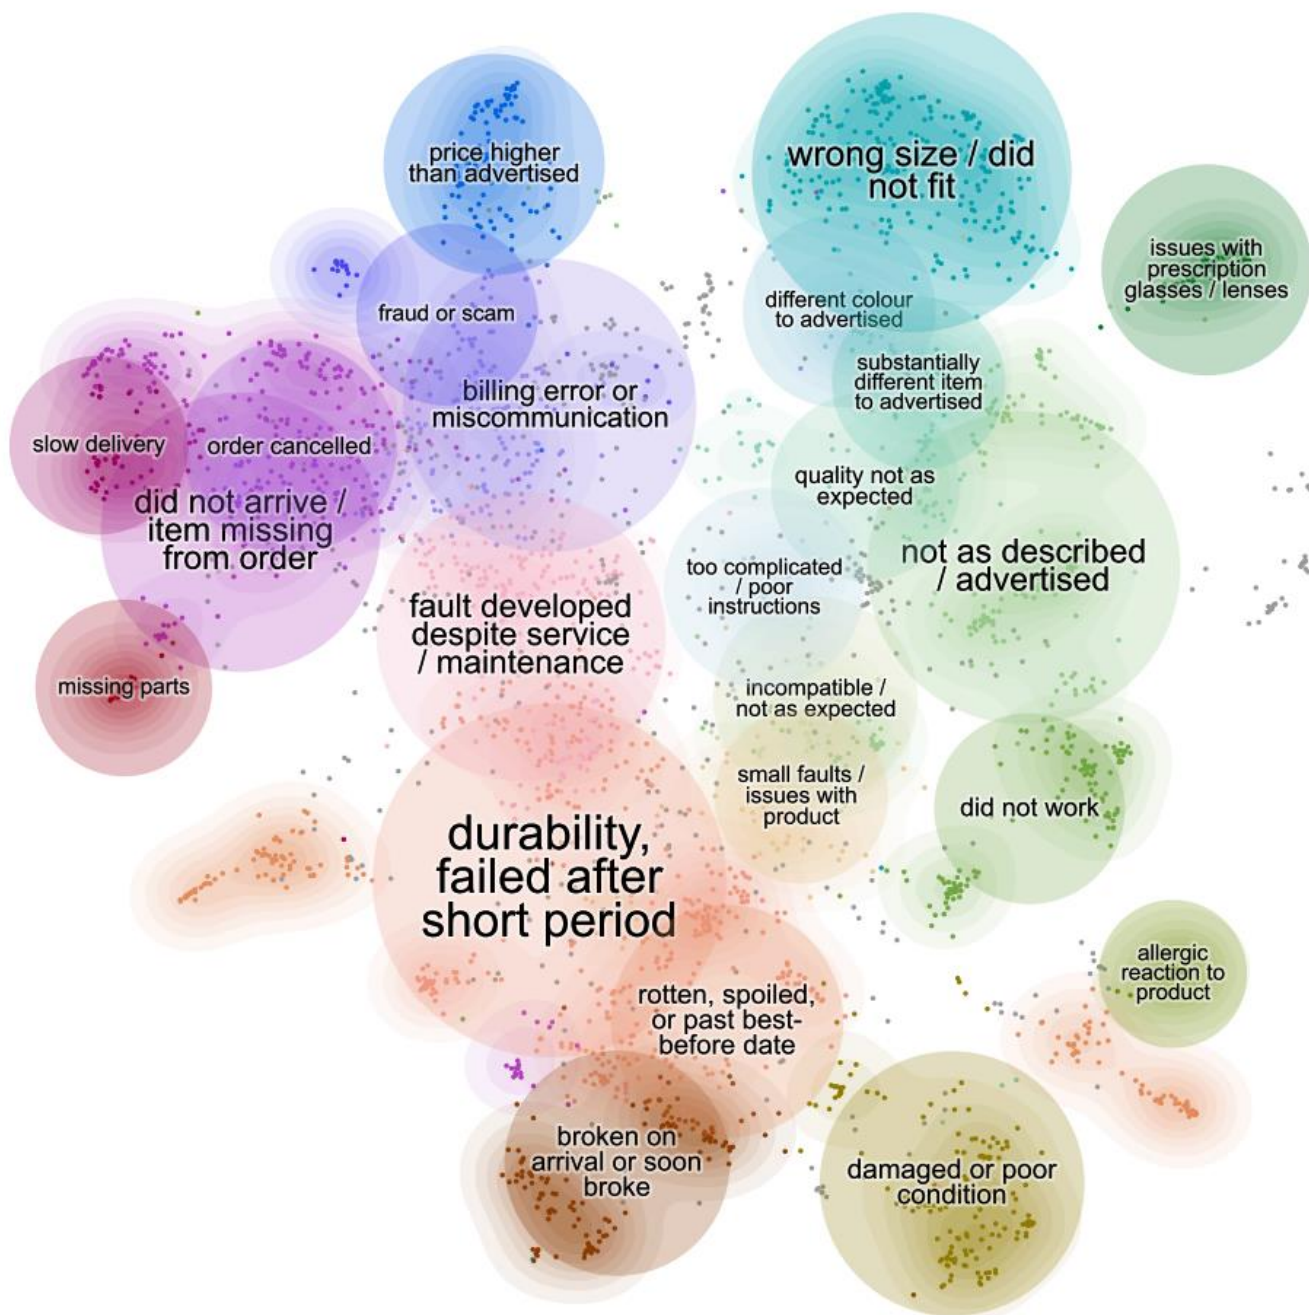 price higher
than advertised
wrong size / did
not fit
issues with
prescription
glasses / lenses
fraud or scam
different colour
to advertised
substantially
different item
to advertised
billing error or
miscommunication
slow delivery
order cancelled
did not arrive /
item missing
from order
quality not as
expected
not as described
/ advertised
too complicated
/ poor
instructions
fault developed
despite service
/ maintenance
missing parts
incompatible /
not as expected
small faults /
issues with
product
did not work
durability,
failed after
short period
allergic
reaction to
product
rotten, spoiled,
or past best-
before date
broken on
arrival or soon
broke
damaged or poor
condition